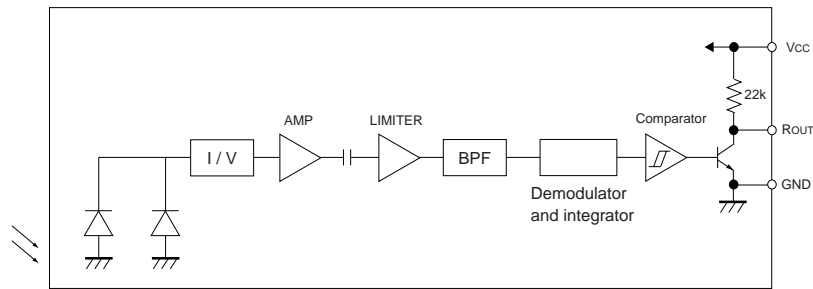 VCC
AMP
LIMITER
Comparator
22k
ROUT
I / V
BPF
GND
Demodulator
and integrator